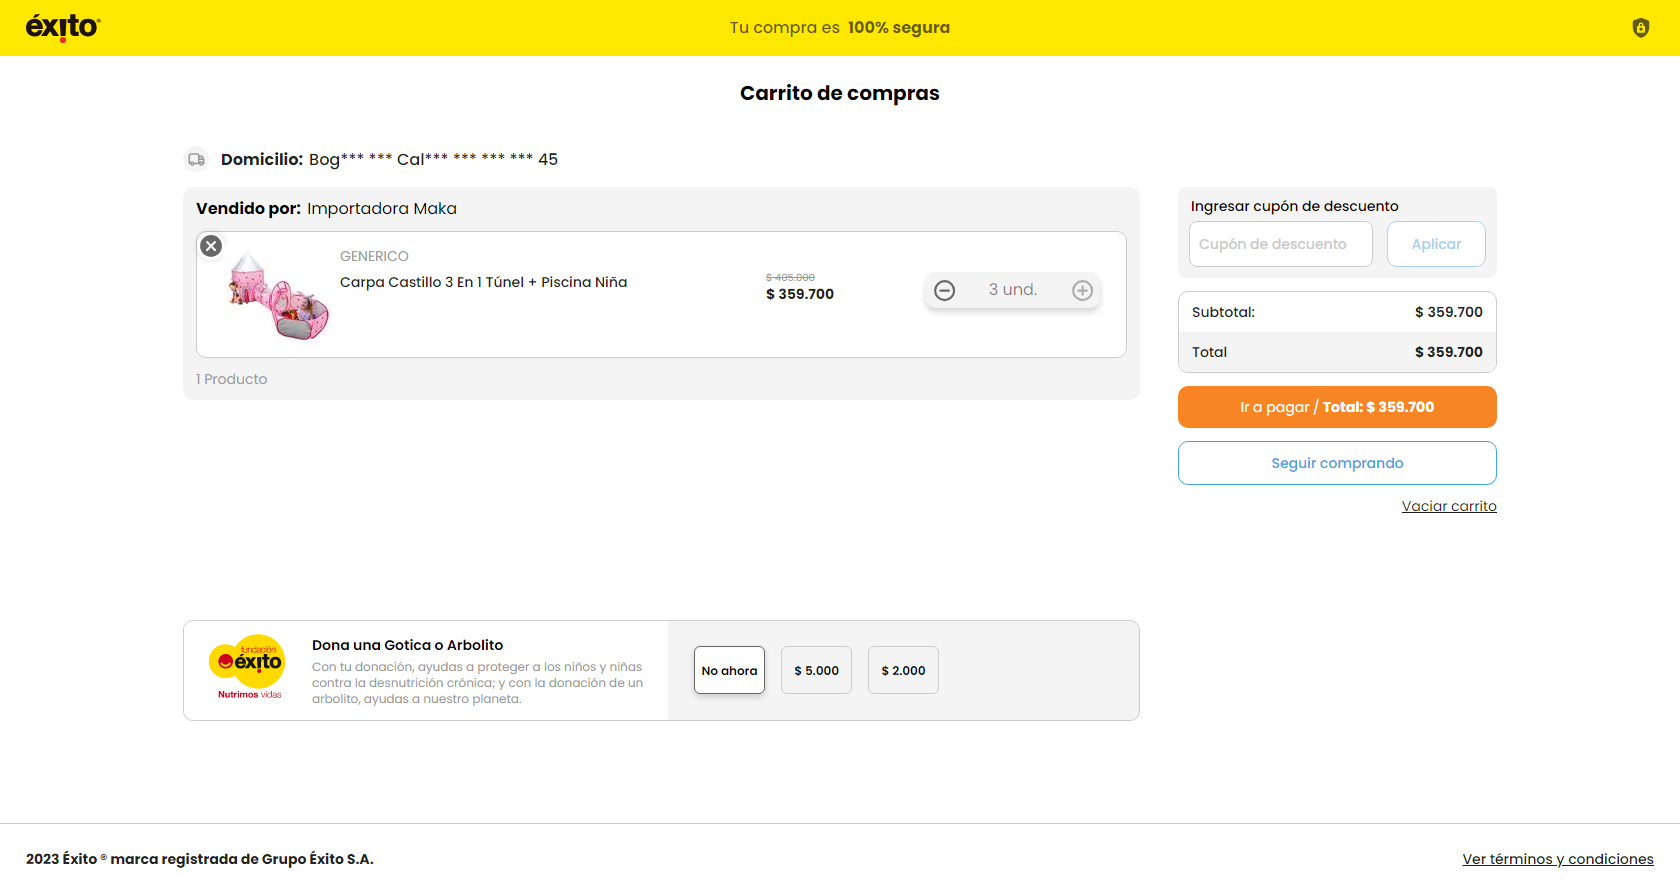 éxito®
Tu compra es 100% segura
Carrito de compras
Domicilio: Bog*** *** Cal*** *** *** *** 45
Vendido por: Importadora Maka
GENERICO
Carpa Castillo 3 En 1 Túnel + Piscina Niña
$ 405.000
$ 359.700
3 und.
1 Producto
Ingresar cupón de descuento
Cupón de descuento
Aplicar
Subtotal: $ 359.700
Total $ 359.700
Ir a pagar / Total: $ 359.700
Seguir comprando
Vaciar carrito
fundación
éxito
Nutrimos vidas
Dona una Gotica o Arbolito
Con tu donación, ayudas a proteger a los niños y niñas
contra la desnutrición crónica; y con la donación de un
arbolito, ayudas a nuestro planeta.
No ahora
$ 5.000
$ 2.000
2023 Éxito ® marca registrada de Grupo Éxito S.A.
Ver términos y condiciones